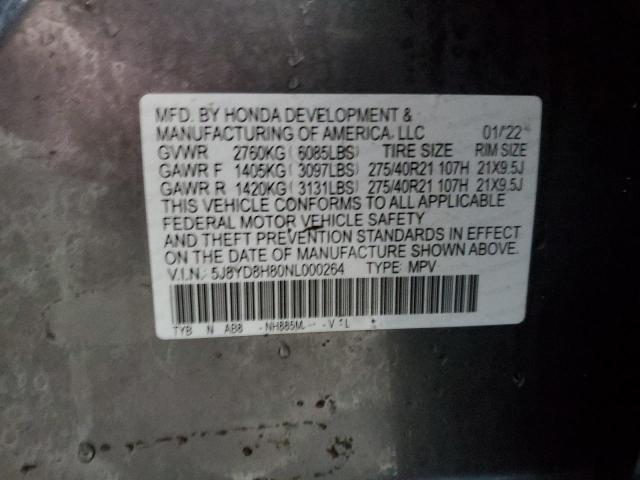 MFD. BY HONDA DEVELOPMENT &
MANUFACTURING OF AMERICA, LLC 01/22
GVWR 2760KG ( 6085LBS) TIRE SIZE RIM SIZE
GAWR F 1405KG ( 3097LBS) 275/40R21 107H 21X9.5J
GAWR R 1420KG ( 3131LBS) 275/40R21 107H 21X9.5J
THIS VEHICLE CONFORMS TO ALL APPLICABLE
FEDERAL MOTOR VEHICLE SAFETY
AND THEFT PREVENTION STANDARDS IN EFFECT
ON THE DATE OF MANUFACTURE SHOWN ABOVE.
V.I.N.: 5J8YD8H80NL000264 TYPE: MPV
TYB N AB8 -NH885M